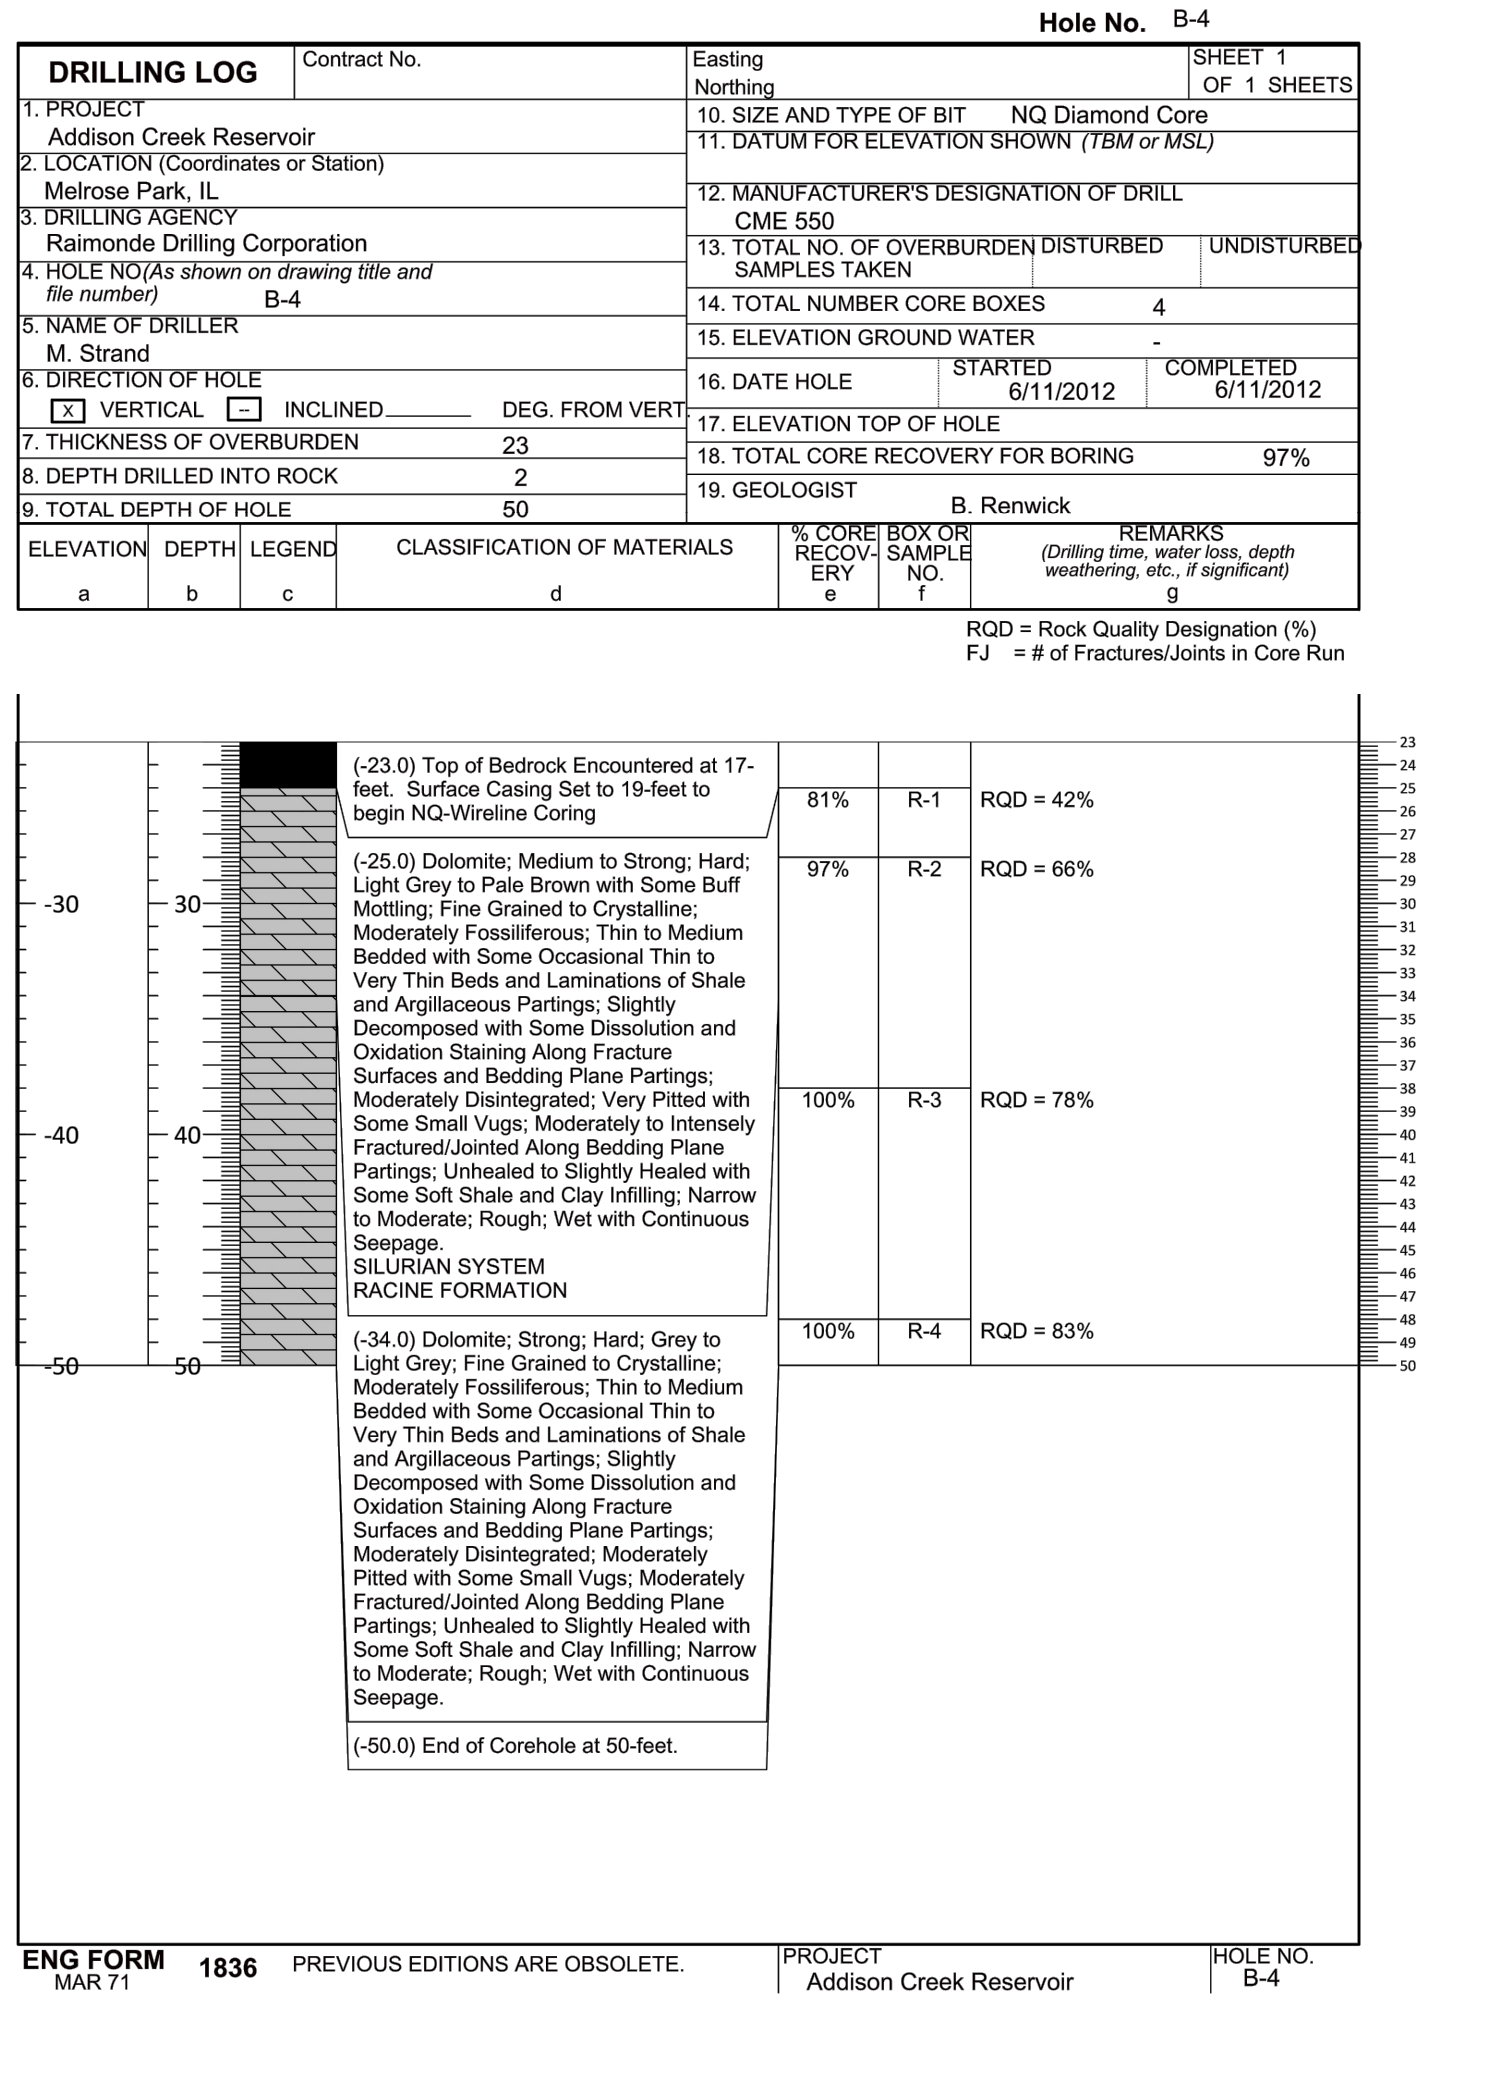 Hole No. B-4
DRILLING LOG
Contract No.
Easting
Northing
SHEET 1
OF 1 SHEETS
1. PROJECT
Addison Creek Reservoir
2. LOCATION (Coordinates or Station)
Melrose Park, IL
3. DRILLING AGENCY
Raimonde Drilling Corporation
4. HOLE NO(As shown on drawing title and
file number) B-4
5. NAME OF DRILLER
M. Strand
6. DIRECTION OF HOLE
X VERTICAL -- INCLINED DEG. FROM VERT.
7. THICKNESS OF OVERBURDEN 23
8. DEPTH DRILLED INTO ROCK 2
9. TOTAL DEPTH OF HOLE 50
10. SIZE AND TYPE OF BIT NQ Diamond Core
11. DATUM FOR ELEVATION SHOWN (TBM or MSL)
12. MANUFACTURER'S DESIGNATION OF DRILL
CME 550
13. TOTAL NO. OF OVERBURDEN DISTURBED UNDISTURBED
SAMPLES TAKEN
14. TOTAL NUMBER CORE BOXES 4
15. ELEVATION GROUND WATER -
16. DATE HOLE STARTED COMPLETED
6/11/2012 6/11/2012
17. ELEVATION TOP OF HOLE
18. TOTAL CORE RECOVERY FOR BORING 97%
19. GEOLOGIST
B. Renwick
ELEVATION
a
DEPTH
b
LEGEND
c
CLASSIFICATION OF MATERIALS
d
% CORE
RECOV-
ERY
e
BOX OR
SAMPLE
NO.
f
REMARKS
(Drilling time, water loss, depth
weathering, etc., if significant)
g
RQD = Rock Quality Designation (%)
FJ = # of Fractures/Joints in Core Run
-30
-40
-50
30
40
50
(-23.0) Top of Bedrock Encountered at 17-
feet. Surface Casing Set to 19-feet to
begin NQ-Wireline Coring
(-25.0) Dolomite; Medium to Strong; Hard;
Light Grey to Pale Brown with Some Buff
Mottling; Fine Grained to Crystalline;
Moderately Fossiliferous; Thin to Medium
Bedded with Some Occasional Thin to
Very Thin Beds and Laminations of Shale
and Argillaceous Partings; Slightly
Decomposed with Some Dissolution and
Oxidation Staining Along Fracture
Surfaces and Bedding Plane Partings;
Moderately Disintegrated; Very Pitted with
Some Small Vugs; Moderately to Intensely
Fractured/Jointed Along Bedding Plane
Partings; Unhealed to Slightly Healed with
Some Soft Shale and Clay Infilling; Narrow
to Moderate; Rough; Wet with Continuous
Seepage.
SILURIAN SYSTEM
RACINE FORMATION
(-34.0) Dolomite; Strong; Hard; Grey to
Light Grey; Fine Grained to Crystalline;
Moderately Fossiliferous; Thin to Medium
Bedded with Some Occasional Thin to
Very Thin Beds and Laminations of Shale
and Argillaceous Partings; Slightly
Decomposed with Some Dissolution and
Oxidation Staining Along Fracture
Surfaces and Bedding Plane Partings;
Moderately Disintegrated; Moderately
Pitted with Some Small Vugs; Moderately
Fractured/Jointed Along Bedding Plane
Partings; Unhealed to Slightly Healed with
Some Soft Shale and Clay Infilling; Narrow
to Moderate; Rough; Wet with Continuous
Seepage.
(-50.0) End of Corehole at 50-feet.
81% R-1 RQD = 42%
97% R-2 RQD = 66%
100% R-3 RQD = 78%
100% R-4 RQD = 83%
23
24
25
26
27
28
29
30
31
32
33
34
35
36
37
38
39
40
41
42
43
44
45
46
47
48
49
50
ENG FORM 1836 PREVIOUS EDITIONS ARE OBSOLETE.
MAR 71
PROJECT
Addison Creek Reservoir
HOLE NO.
B-4